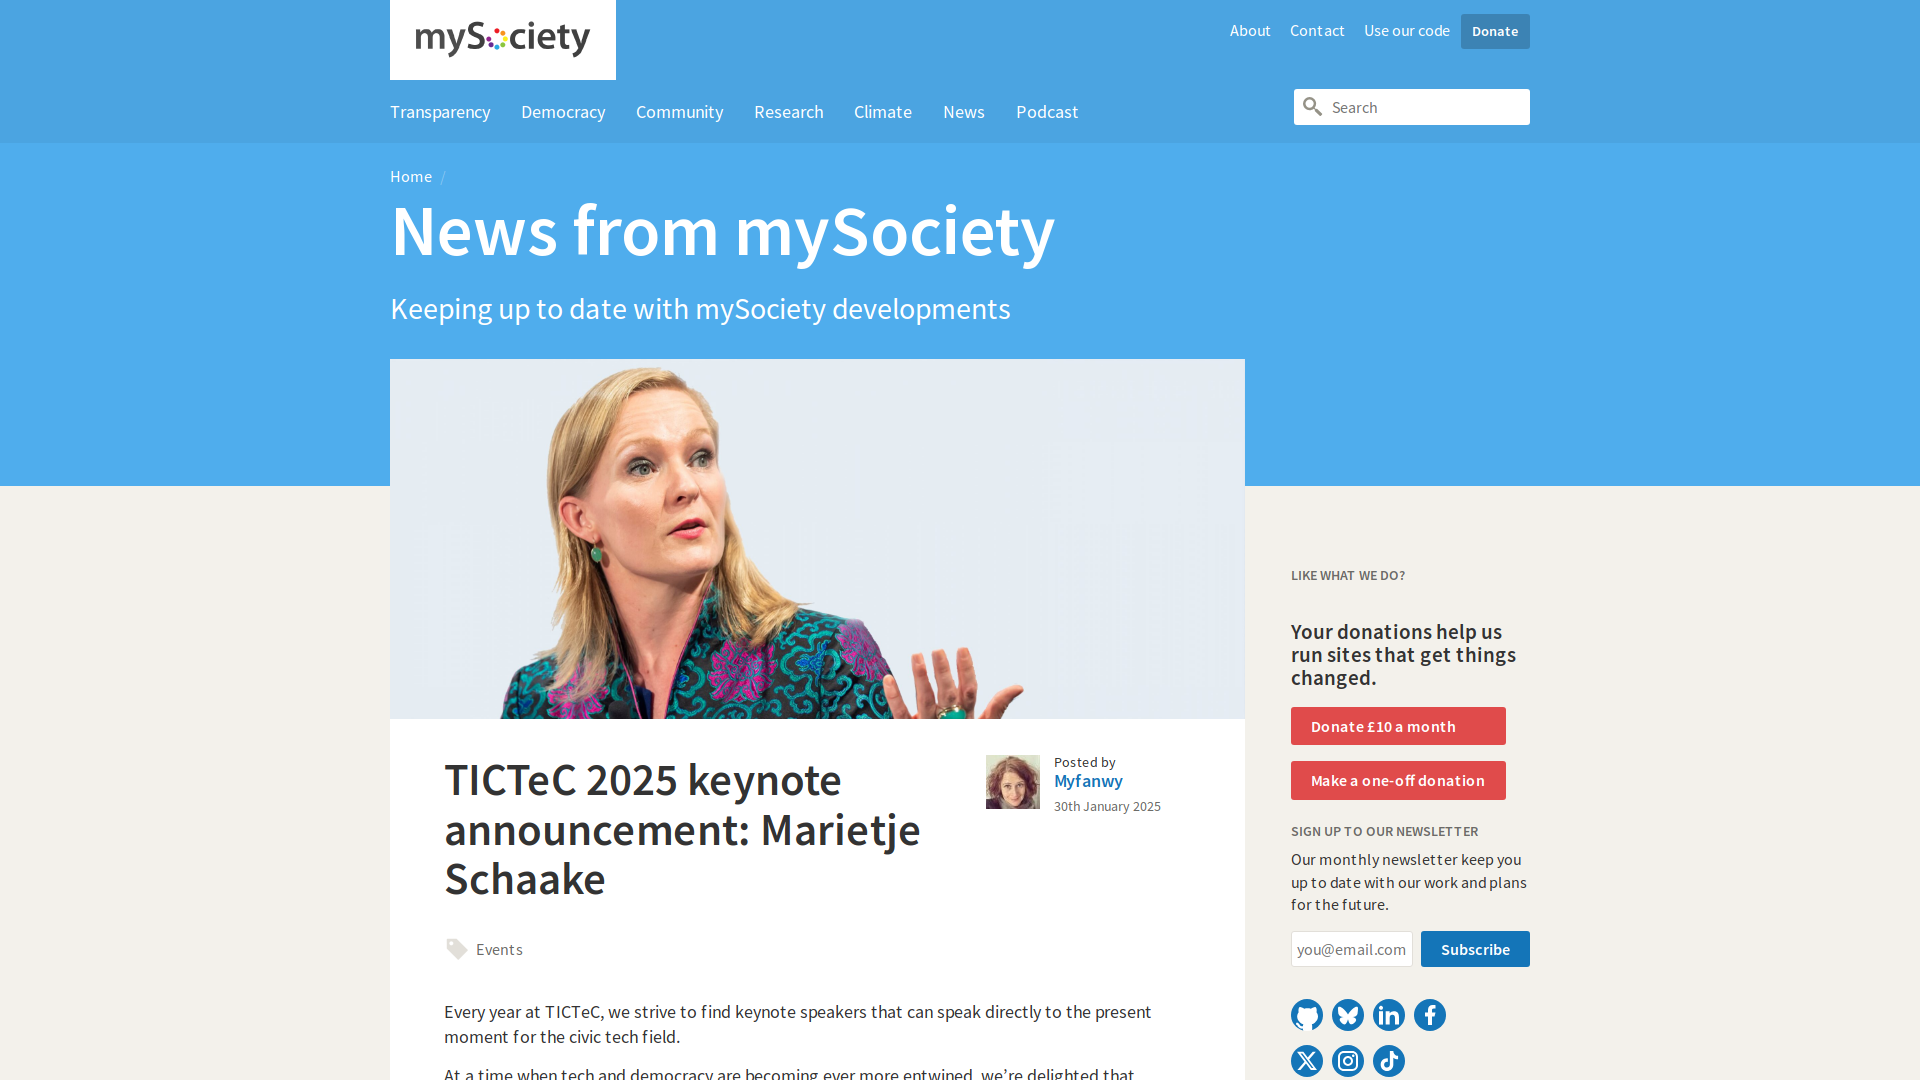 mySociety
About Contact Use our code Donate
Transparency Democracy Community Research Climate News Podcast
Search
Home /
News from mySociety
Keeping up to date with mySociety developments
TICTeC 2025 keynote
announcement: Marietje
Schaake
Posted by
Myfanwy
30th January 2025
Events
Every year at TICTeC, we strive to find keynote speakers that can speak directly to the present
moment for the civic tech field.
At a time when tech and democracy are becoming ever more entwined, we’re delighted that
LIKE WHAT WE DO?
Your donations help us
run sites that get things
changed.
Donate £10 a month
Make a one-off donation
SIGN UP TO OUR NEWSLETTER
Our monthly newsletter keep you
up to date with our work and plans
for the future.
you@email.com Subscribe